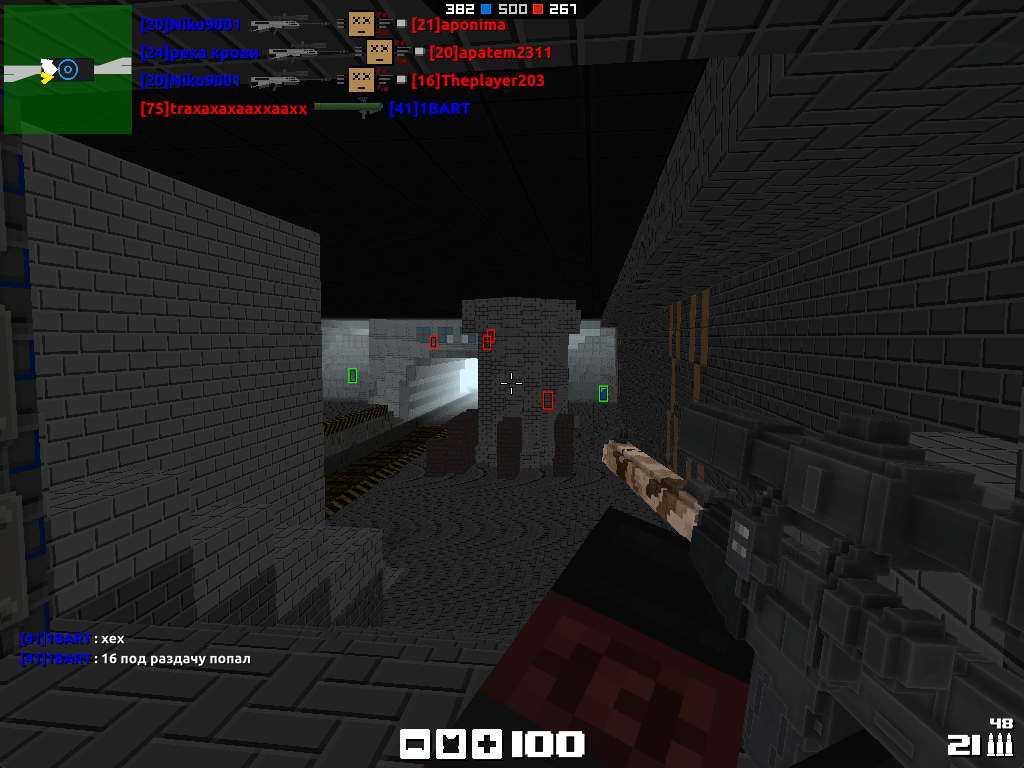 382 500 267
[20]Niko9001 [21]aponima
[24]река крови [20]apatem2311
[20]Niko9001 [16]Theplayer203
[75]traxaxaxaaxxaaxx [41]1BART
[41]1BART : хех
[41]1BART : 16 под раздачу попал
100
48
21